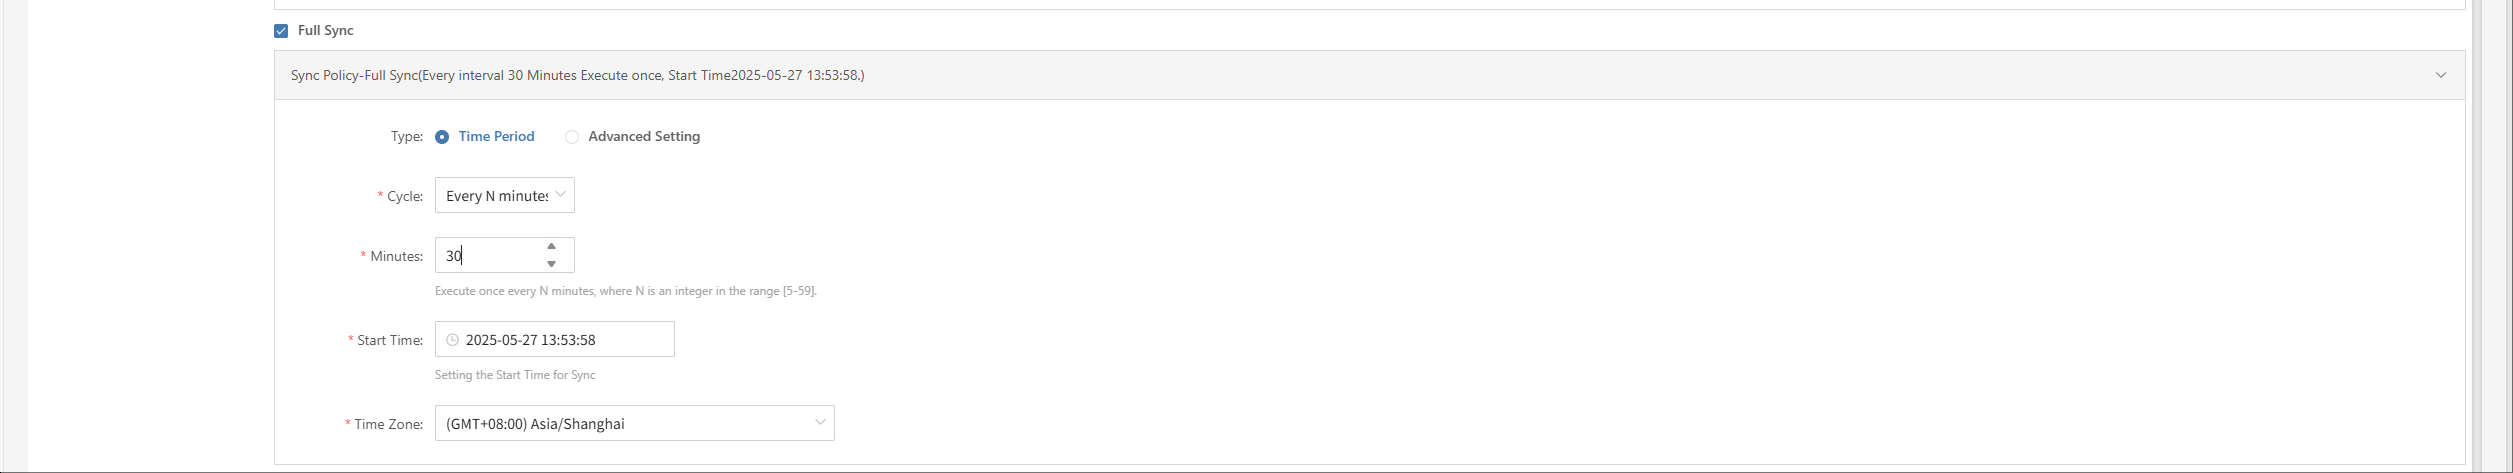 Full Sync
Sync Policy-Full Sync(Every interval 30 Minutes Execute once, Start Time2025-05-27 13:53:58.)
Type: Time Period Advanced Setting
* Cycle: Every N minutes
* Minutes: 30
Execute once every N minutes, where N is an integer in the range [5-59].
* Start Time: 2025-05-27 13:53:58
Setting the Start Time for Sync
* Time Zone: (GMT+08:00) Asia/Shanghai